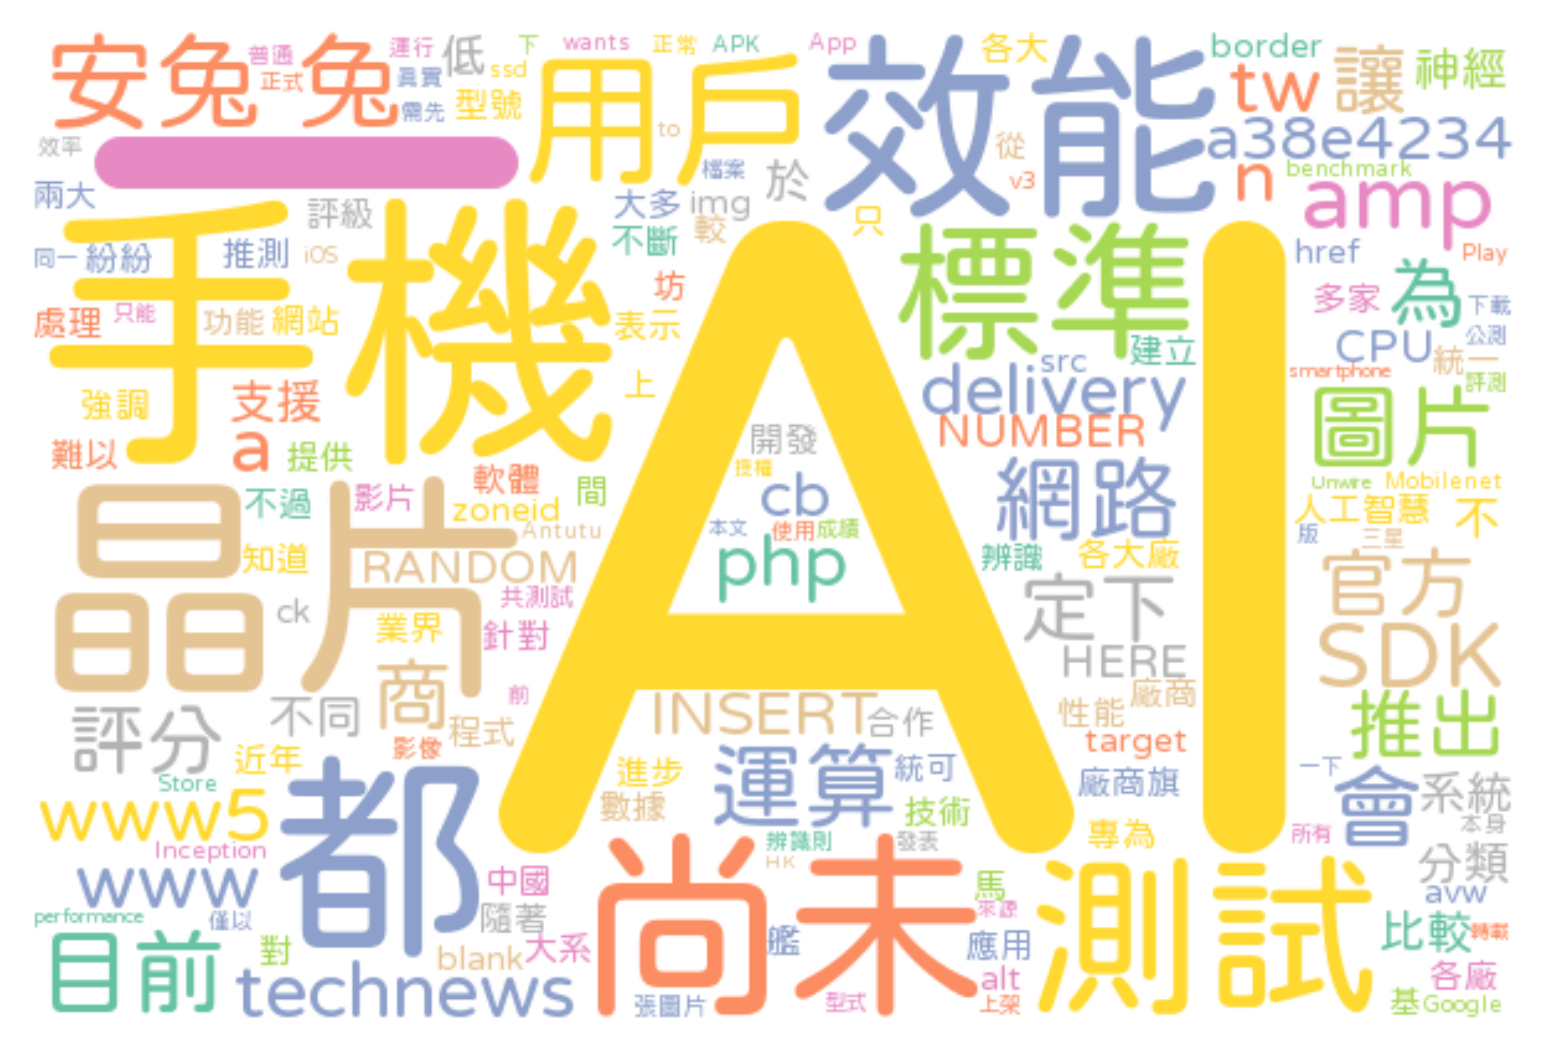 安兔兔
普通
運行
低
下
wants
正常
APK
App
各大
border
讓
神經
正式
真實
ssd
用戶
效能
tw
需先
型號
to
從
a38e4234
效率
一
檔案
於
v3
n
benchmark
amp
兩大
評級
大多
img
只
不斷
較
標準
href
Play
同一
紛紛
推測
iOS
手機
AI
坊
多家
為
下載
處理
只能
功能
網站
表示
建立
CPU
公測
統一
src
smartphone
評測
強調
支援
上
delivery
圖片
難以
a
提供
開發
NUMBER
授權
軟體
間
cb
網路
Unwire
Mobilenet
晶片
不過
影片
zoneid
人工智慧
不
Antutu
本文
使用
成績
版
三星
知道
RANDOM
php
辨識
各大廠
官方
共測試
ck
定下
業界
針對
HERE
SDK
商
前
廠商
評分
不同
INSERT
合作
性能
推出
程式
影像
target
近年
進步
運算
統可
一下
Store
廠商旗
會
系統
www5
都
數據
技術
本身
專為
所有
Inception
辨識則
發表
HK
尚未
測試
分類
www
中國
馬
avw
來源
performance
僅以
隨著
比較
轉載
目前
對
大系
艦
應用
blank
technews
alt
各廠
張圖片
型式
上架
基
Google